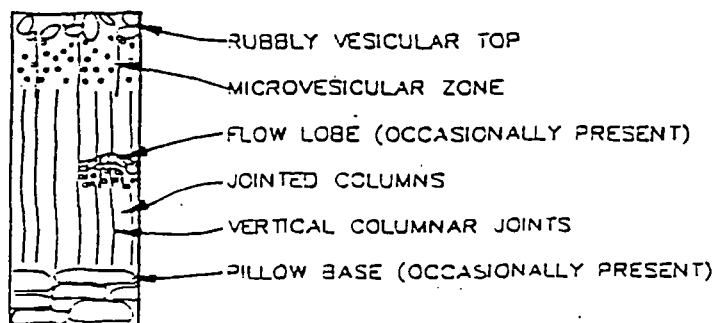 RUBBLY VESICULAR TOP
MICROVESICULAR ZONE
FLOW LOBE (OCCASIONALLY PRESENT)
JOINTED COLUMNS
VERTICAL COLUMNAR JOINTS
PILLOW BASE (OCCASIONALLY PRESENT)